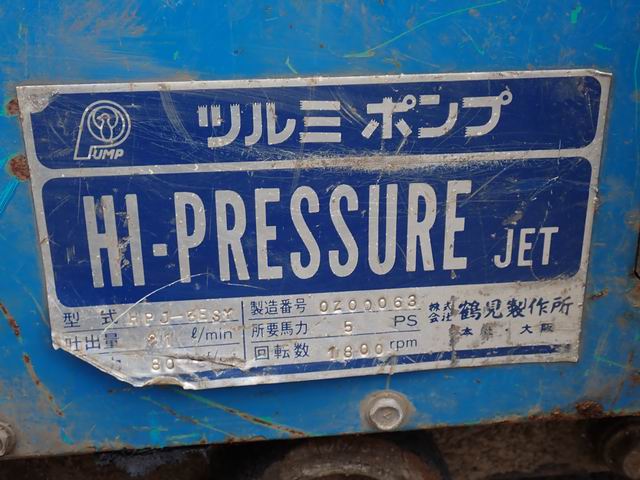 PUMP ツルミポンプ
HI-PRESSURE JET
型式 製造番号 0200063 株式会社 鶴見製作所
吐出量 ℓ/min 所要馬力 5 PS 大阪
80 回転数 1800 rpm